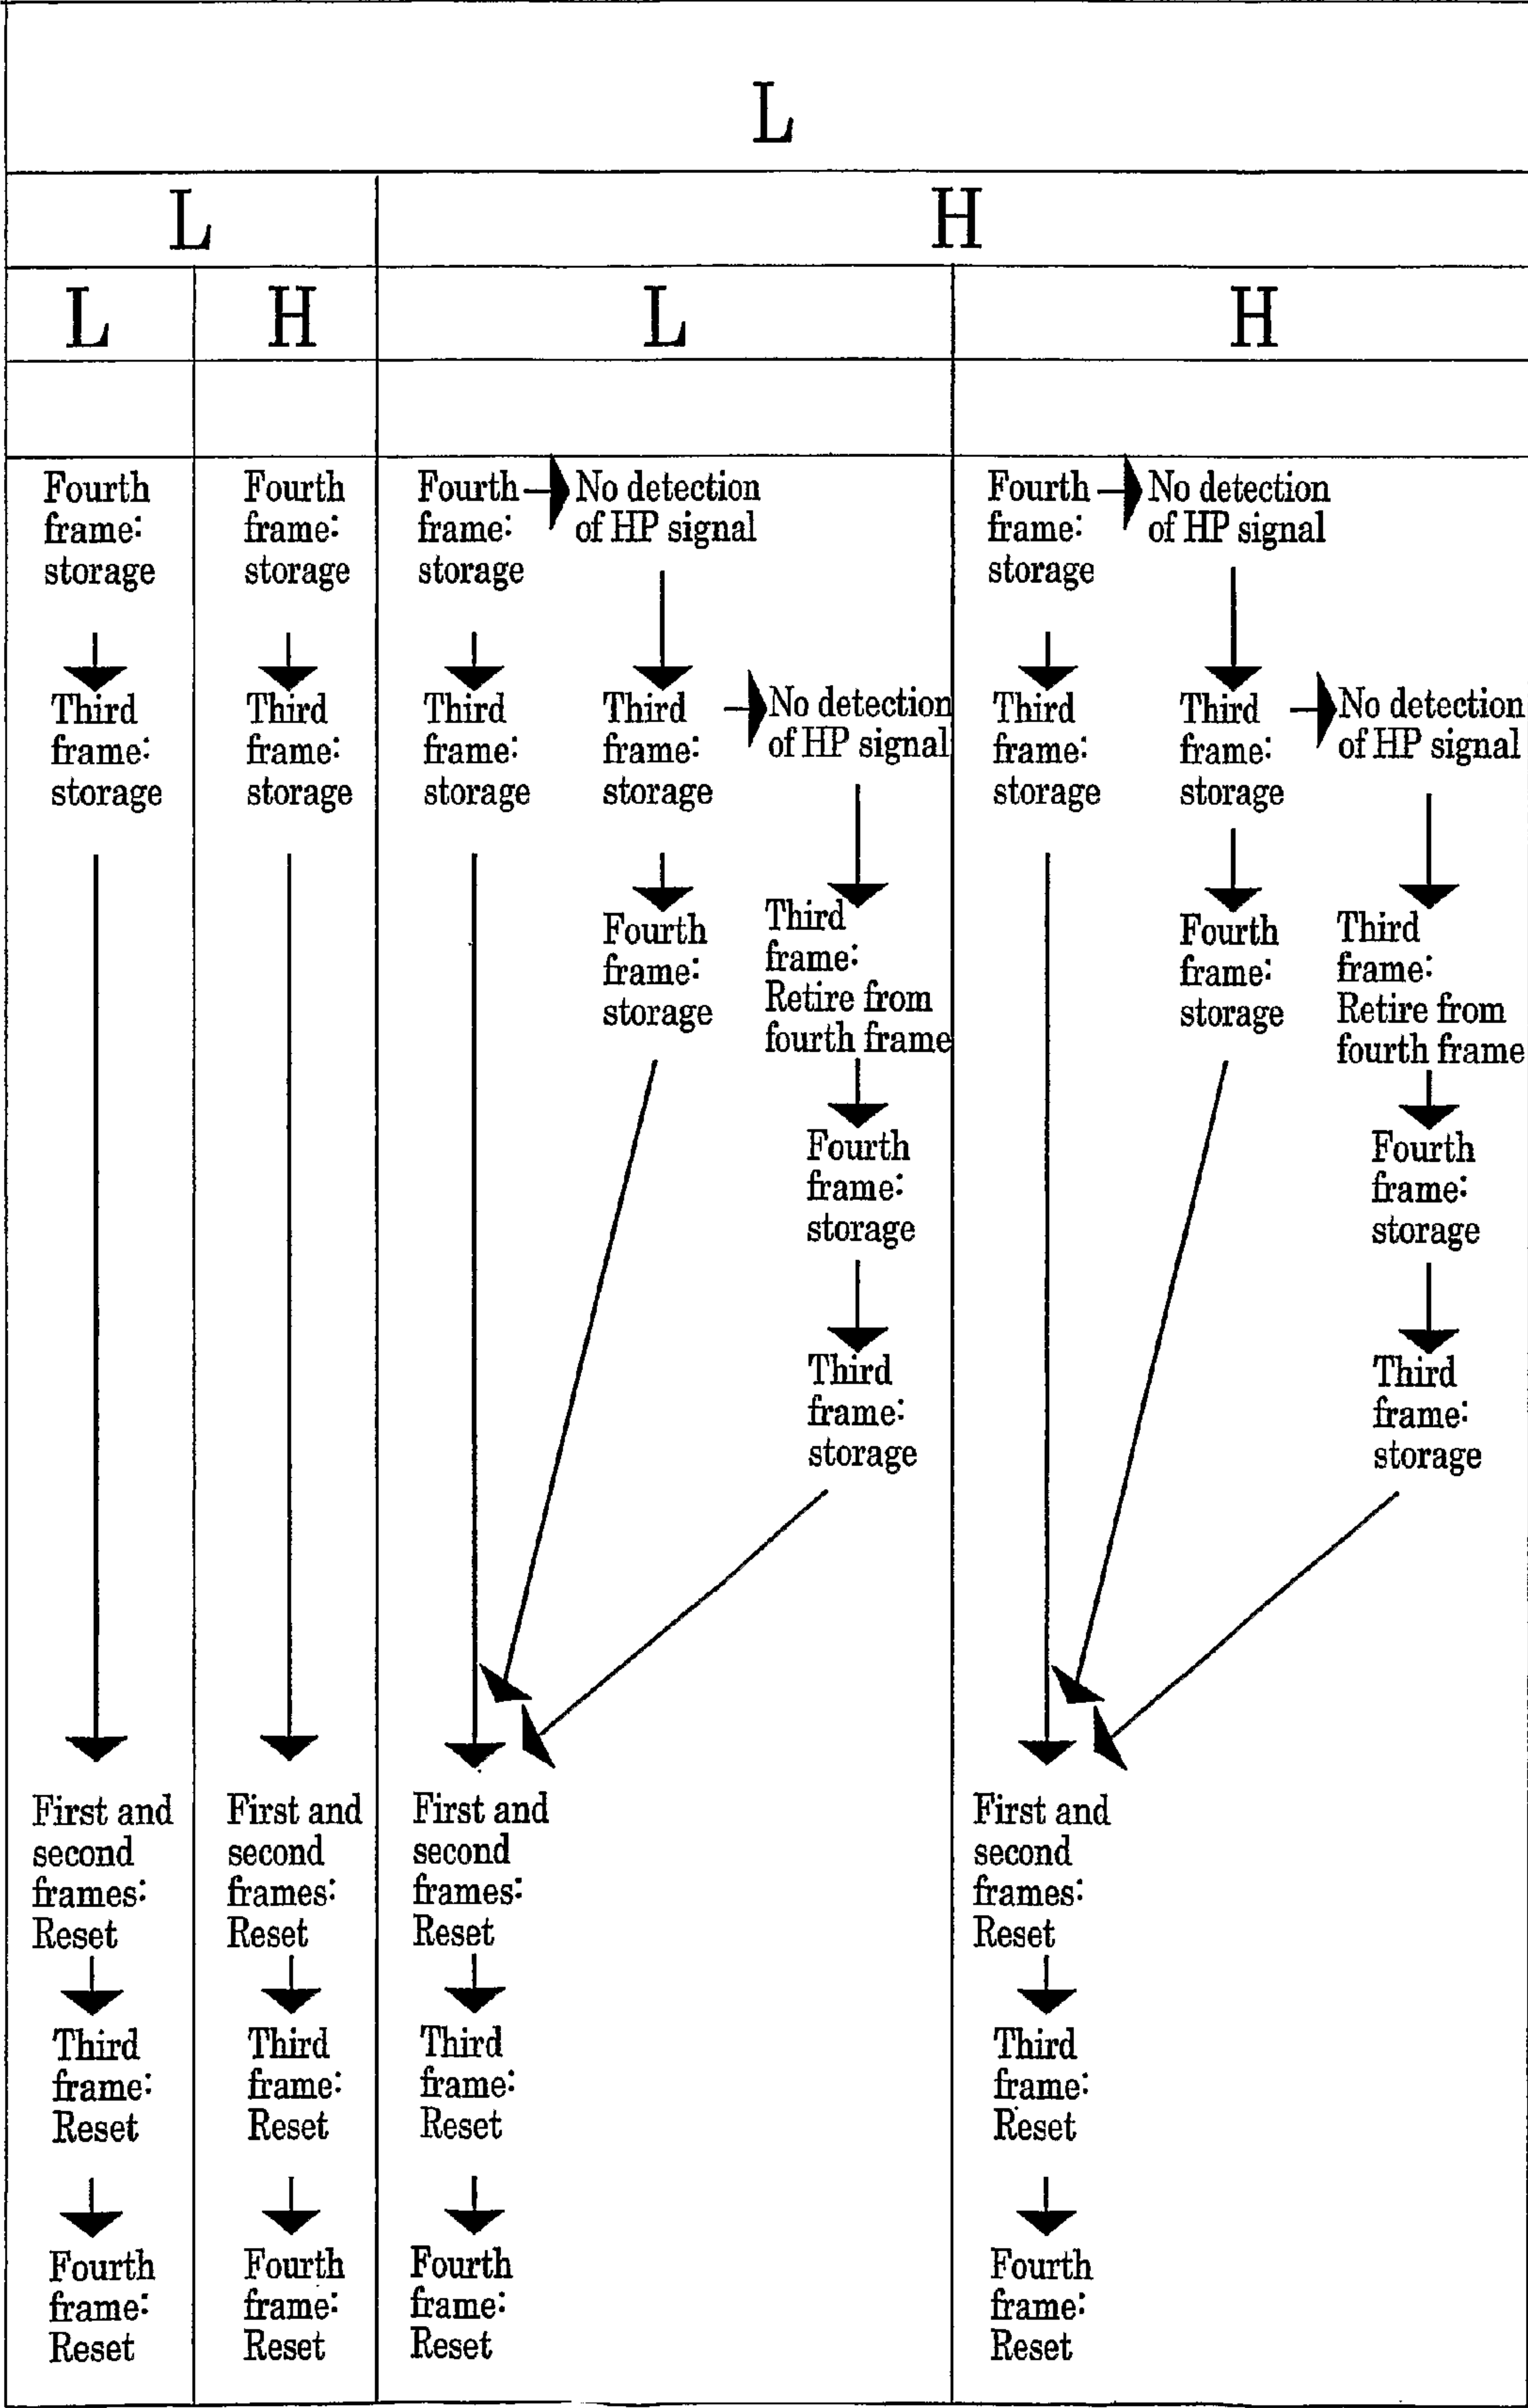 L
L
H
L
H
L
H
Fourth
frame:
storage
Third
frame:
storage
First and
second
frames:
Reset
Third
frame:
Reset
Fourth
frame:
Reset
Fourth
frame:
storage
Third
frame:
storage
First and
second
frames:
Reset
Third
frame:
Reset
Fourth
frame:
Reset
Fourth
frame:
storage
Third
frame:
storage
No detection
of HP signal
Third
frame:
storage
Fourth
frame:
storage
No detection
of HP signal
Third
frame:
Retire from
fourth frame
Fourth
frame:
storage
Third
frame:
storage
First and
second
frames:
Reset
Third
frame:
Reset
Fourth
frame:
Reset
Fourth
frame:
storage
Third
frame:
storage
No detection
of HP signal
Third
frame:
storage
Fourth
frame:
storage
No detection
of HP signal
Third
frame:
Retire from
fourth frame
Fourth
frame:
storage
Third
frame:
storage
First and
second
frames:
Reset
Third
frame:
Reset
Fourth
frame:
Reset